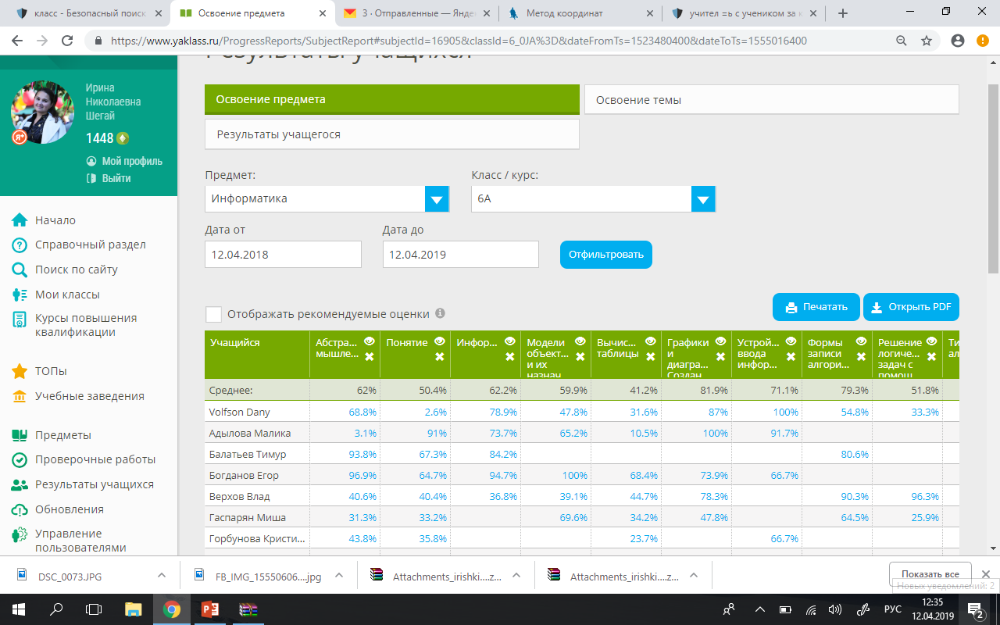 класс - Безопасный поиск
Освоение предмета
3 · Отправленные — Янде
Метод координат
учител =ь с учеником за к
https://www.yaklass.ru/ProgressReports/SubjectReport#subjectId=16905&classId=6_0JA%3D&dateFromTs=1523480400&dateToTs=1555016400
Результаты учащихся
Ирина
Николаевна
Шегай
1448
Я+
Мой профиль
Выйти
Начало
Справочный раздел
Поиск по сайту
Мои классы
Курсы повышения
квалификации
ТОПы
Учебные заведения
Предметы
Проверочные работы
Результаты учащихся
Обновления
Управление
пользователями
Освоение предмета
Освоение темы
Результаты учащегося
Предмет: Класс / курс:
Информатика 6А
Дата от Дата до
12.04.2018 12.04.2019 Отфильтровать
Отображать рекомендуемые оценки
Печатать Открыть PDF
Учащийся
Абстра...
мышле...
Понятие
Инфор...
Модели
объект...
и их
назнач
Вычис...
таблицы
Графики
и
диагра...
Создан
Устрой...
ввода
инфор...
Формы
записи
алгори...
Решение
логиче...
задач с
помощ
Ти
ал
Среднее: 62% 50.4% 62.2% 59.9% 41.2% 81.9% 71.1% 79.3% 51.8%
Volfson Dany 68.8% 2.6% 78.9% 47.8% 31.6% 87% 100% 54.8% 33.3%
Адылова Малика 3.1% 91% 73.7% 65.2% 10.5% 100% 91.7%
Балатьев Тимур 93.8% 67.3% 84.2% 80.6%
Богданов Егор 96.9% 64.7% 94.7% 100% 68.4% 73.9% 66.7%
Верхов Влад 40.6% 40.4% 36.8% 39.1% 44.7% 78.3% 90.3% 96.3%
Гаспарян Миша 31.3% 33.2% 69.6% 34.2% 47.8% 64.5% 25.9%
Горбунова Кристи... 43.8% 35.8% 23.7% 66.7%
DSC_0073.JPG
FB_IMG_15550606....jpg
Attachments_irishki....z...
Attachments_irishki....z...
Показать все
Новых уведомлений: 2
РУС
12:35
12.04.2019
2